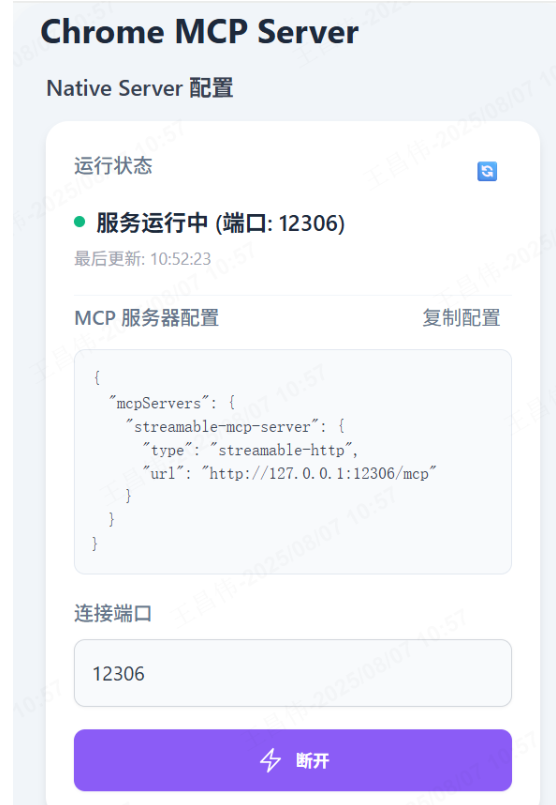 Chrome MCP Server
Native Server 配置
运行状态
服务运行中 (端口: 12306)
最后更新: 10:52:23
MCP 服务器配置
复制配置
{
"mcpServers": {
"streamable-mcp-server": {
"type": "streamable-http",
"url": "http://127.0.0.1:12306/mcp"
}
}
}
连接端口
12306
断开